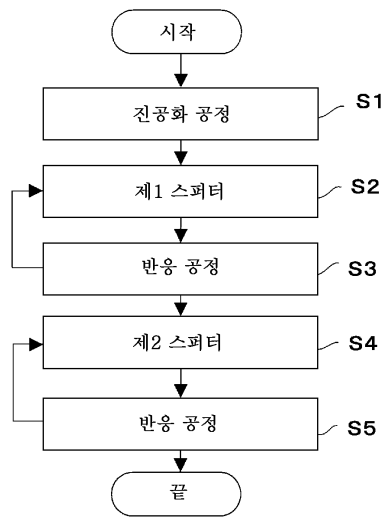 시작
진공화 공정 S1
제1 스퍼터 S2
반응 공정 S3
제2 스퍼터 S4
반응 공정 S5
끝